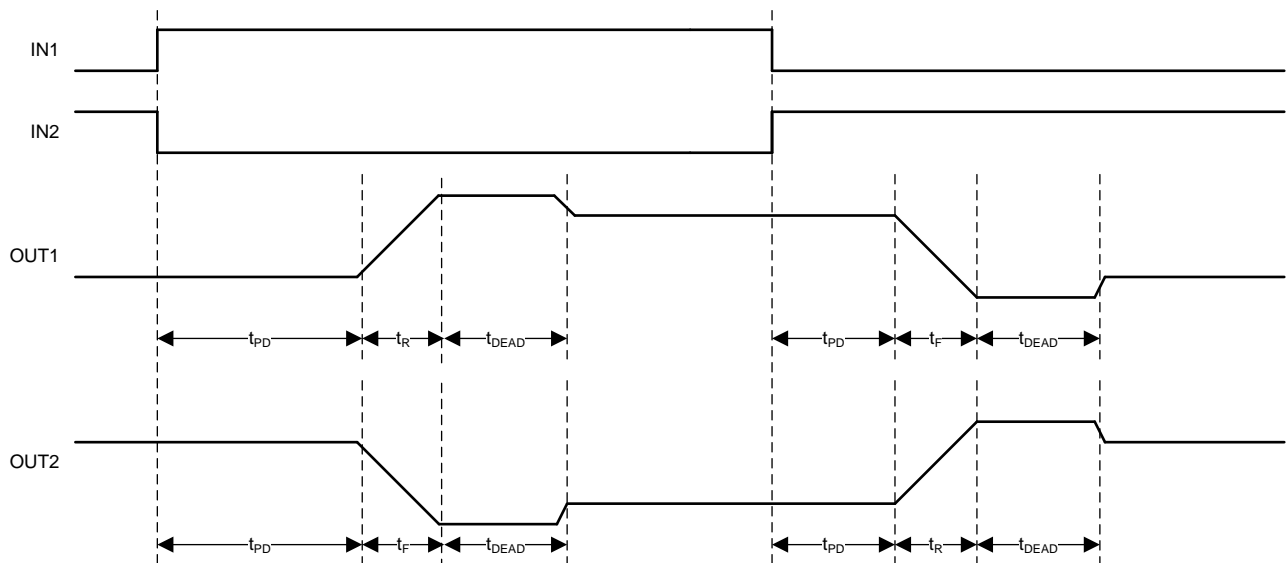 IN1
IN2
OUT1
tPD tR tDEAD tPD tF tDEAD
OUT2
tPD tF tDEAD tPD tR tDEAD